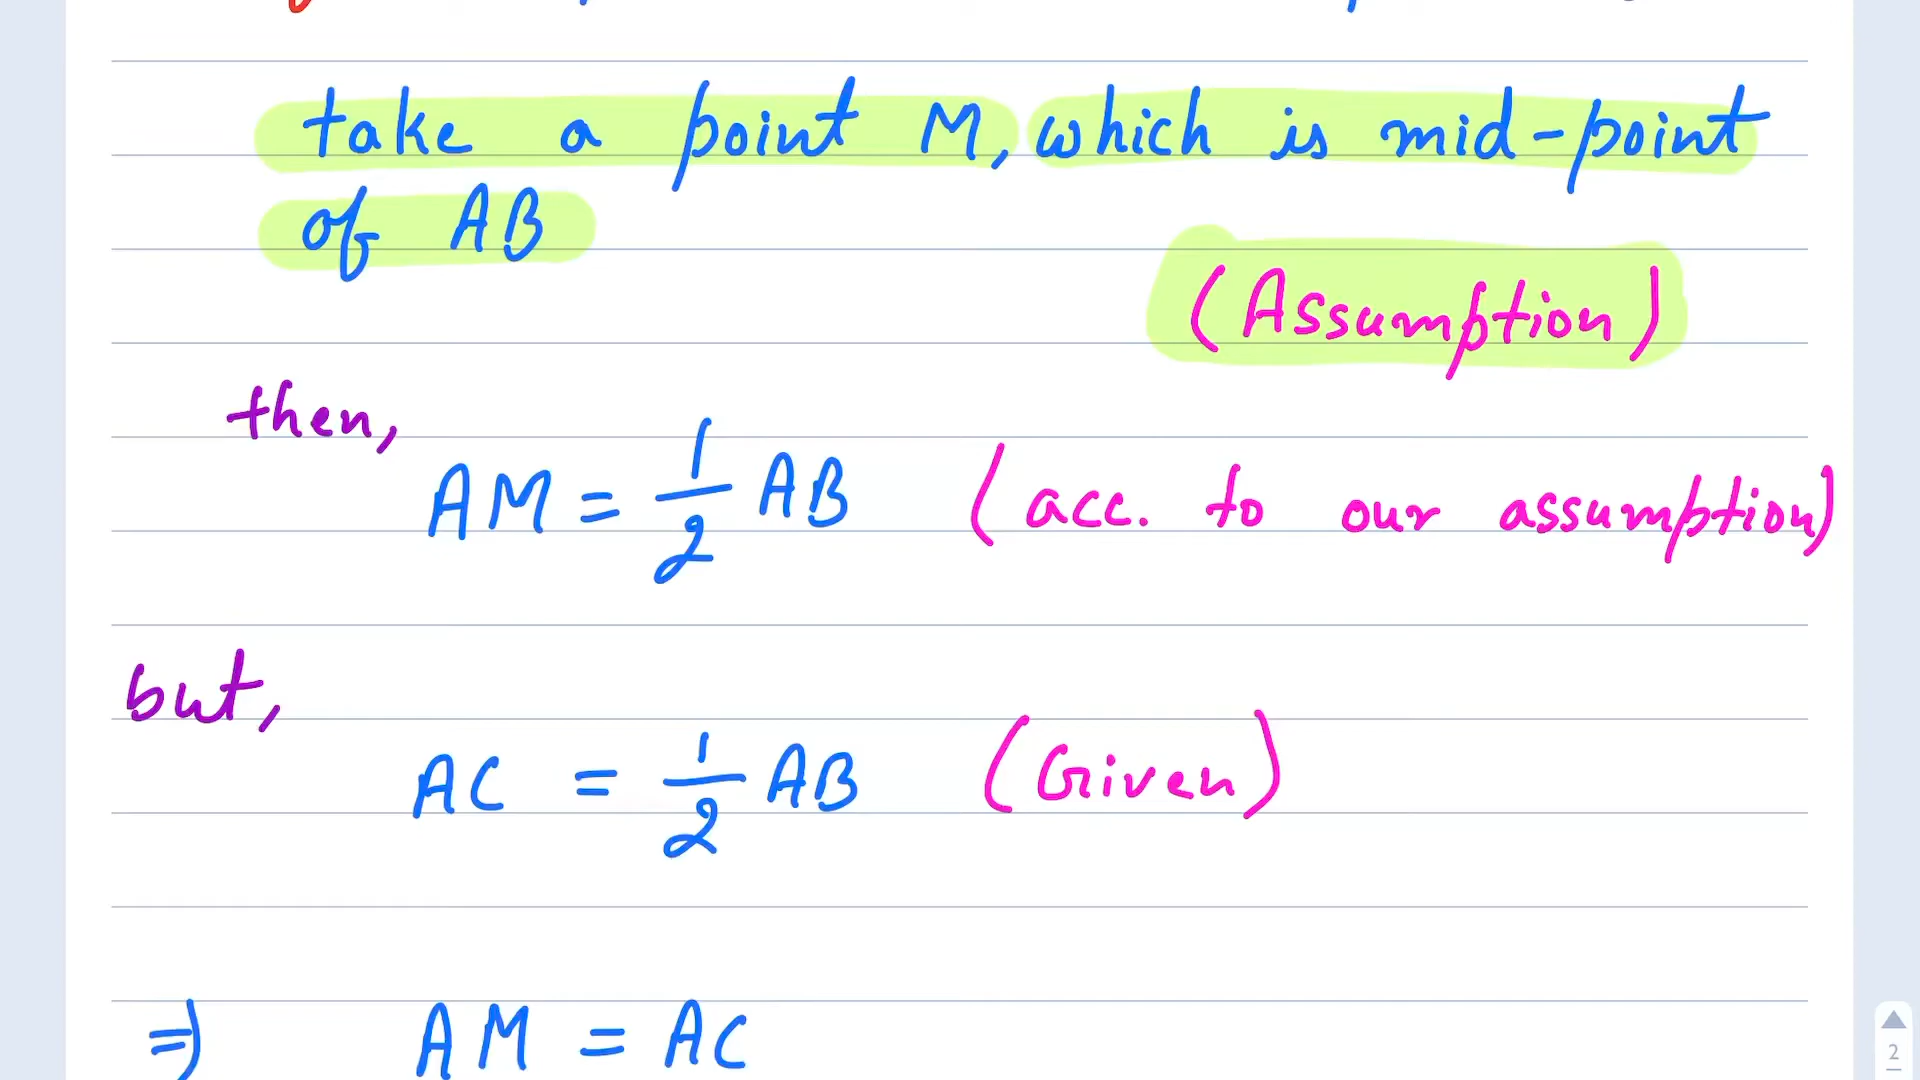 take a point M, which is mid-point
of AB
(Assumption)
then,
AM = 1/2 AB (acc. to our assumption)
but,
AC = 1/2 AB (Given)
⇒ AM = AC
2